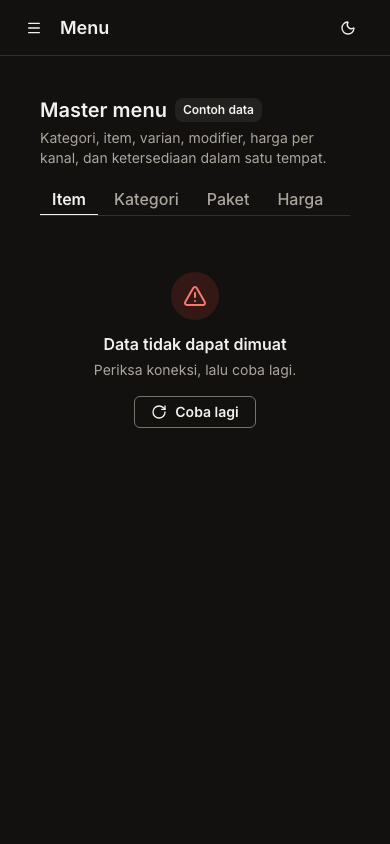 Menu
Master menu
Contoh data
Kategori, item, varian, modifier, harga per
kanal, dan ketersediaan dalam satu tempat.
Item Kategori Paket Harga
Data tidak dapat dimuat
Periksa koneksi, lalu coba lagi.
Coba lagi